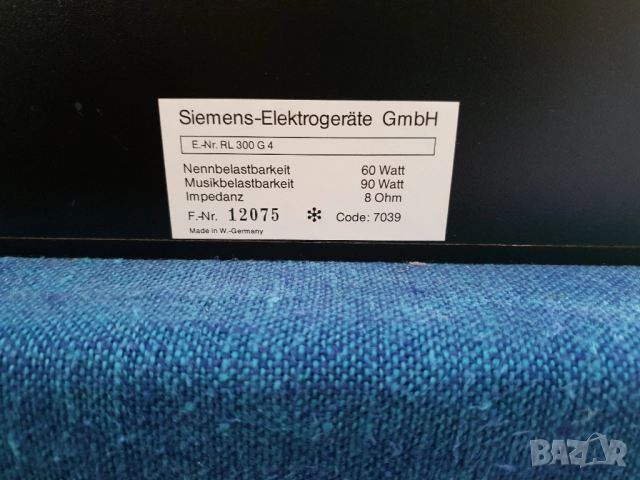 Siemens-Elektrogeräte GmbH
E.-Nr. RL 300 G 4
Nennbelastbarkeit 60 Watt
Musikbelastbarkeit 90 Watt
Impedanz 8 Ohm
F.-Nr. 12075 ✻ Code: 7039
Made in W.-Germany
BAZAR